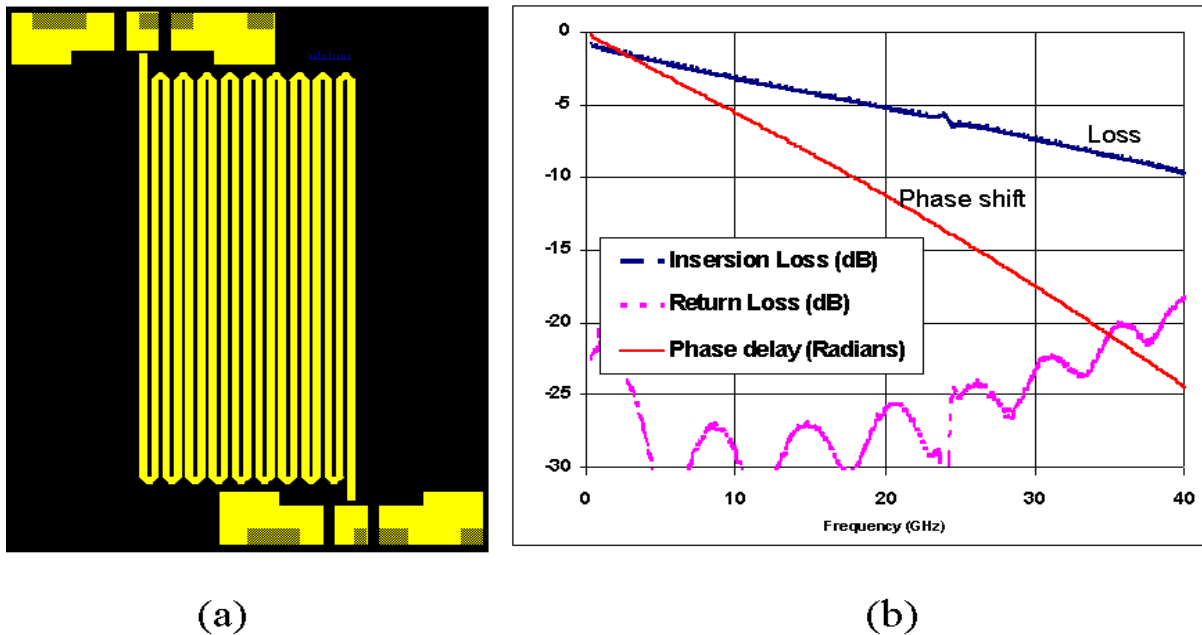 0
-5
-10
-15
-20
-25
-30
Loss
Phase shift
Insersion Loss (dB)
Return Loss (dB)
Phase delay (Radians)
0 10 20 30 40
Frequency (GHz)
(a) (b)